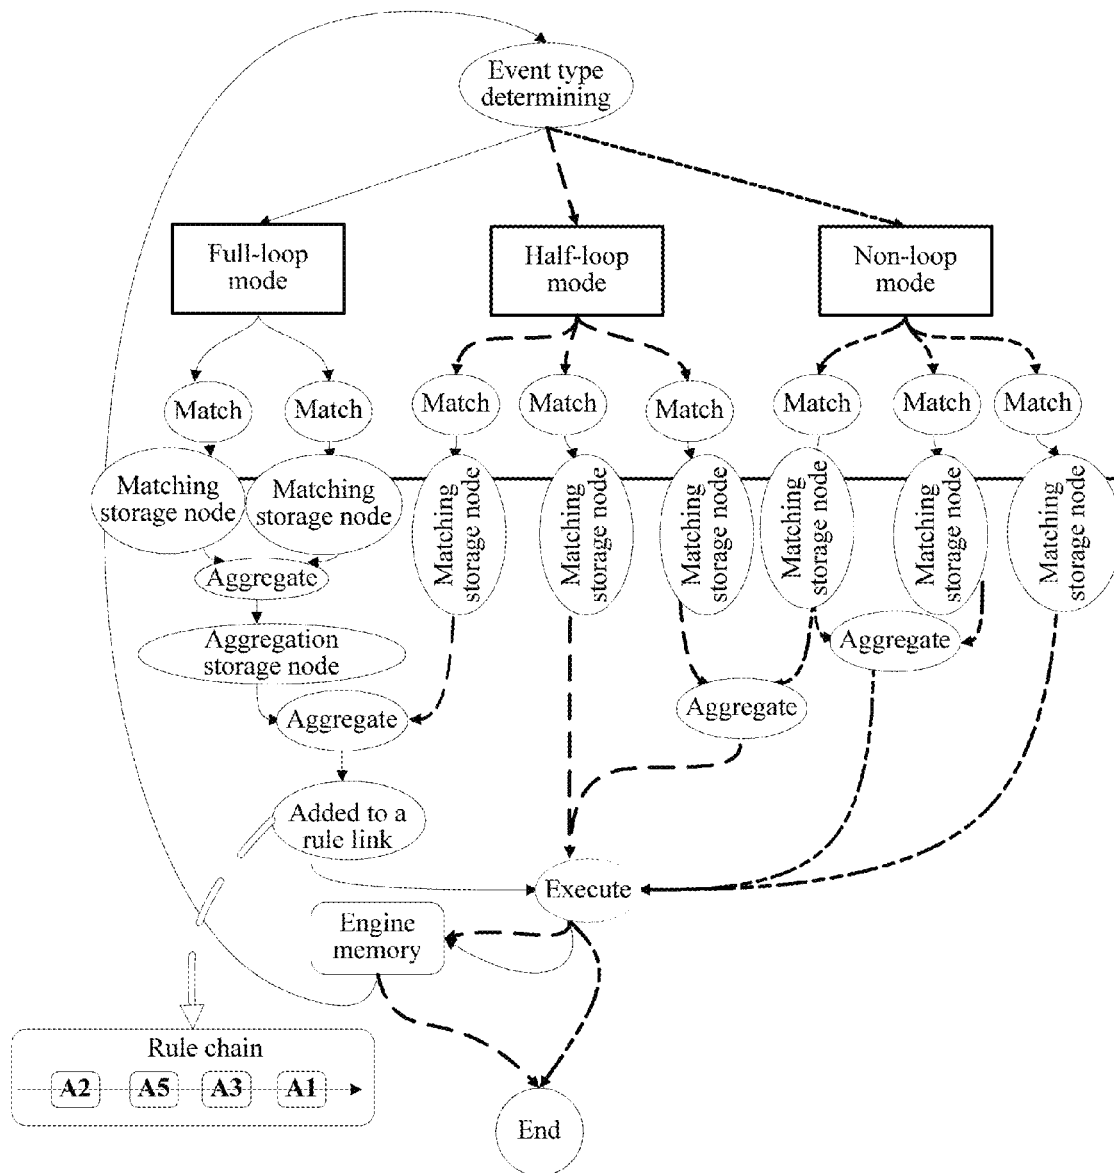 Event type
determining
Full-loop
mode
Half-loop
mode
Non-loop
mode
Match
Match
Match
Match
Match
Match
Match
Match
Matching
storage node
Matching
storage node
Matching
storage node
Matching
storage node
Matching
storage node
Matching
storage node
Matching
storage node
Matching
storage node
Aggregate
Aggregation
storage node
Aggregate
Aggregate
Aggregate
Added to a
rule link
Execute
Engine
memory
Rule chain
A2 A5 A3 A1
End